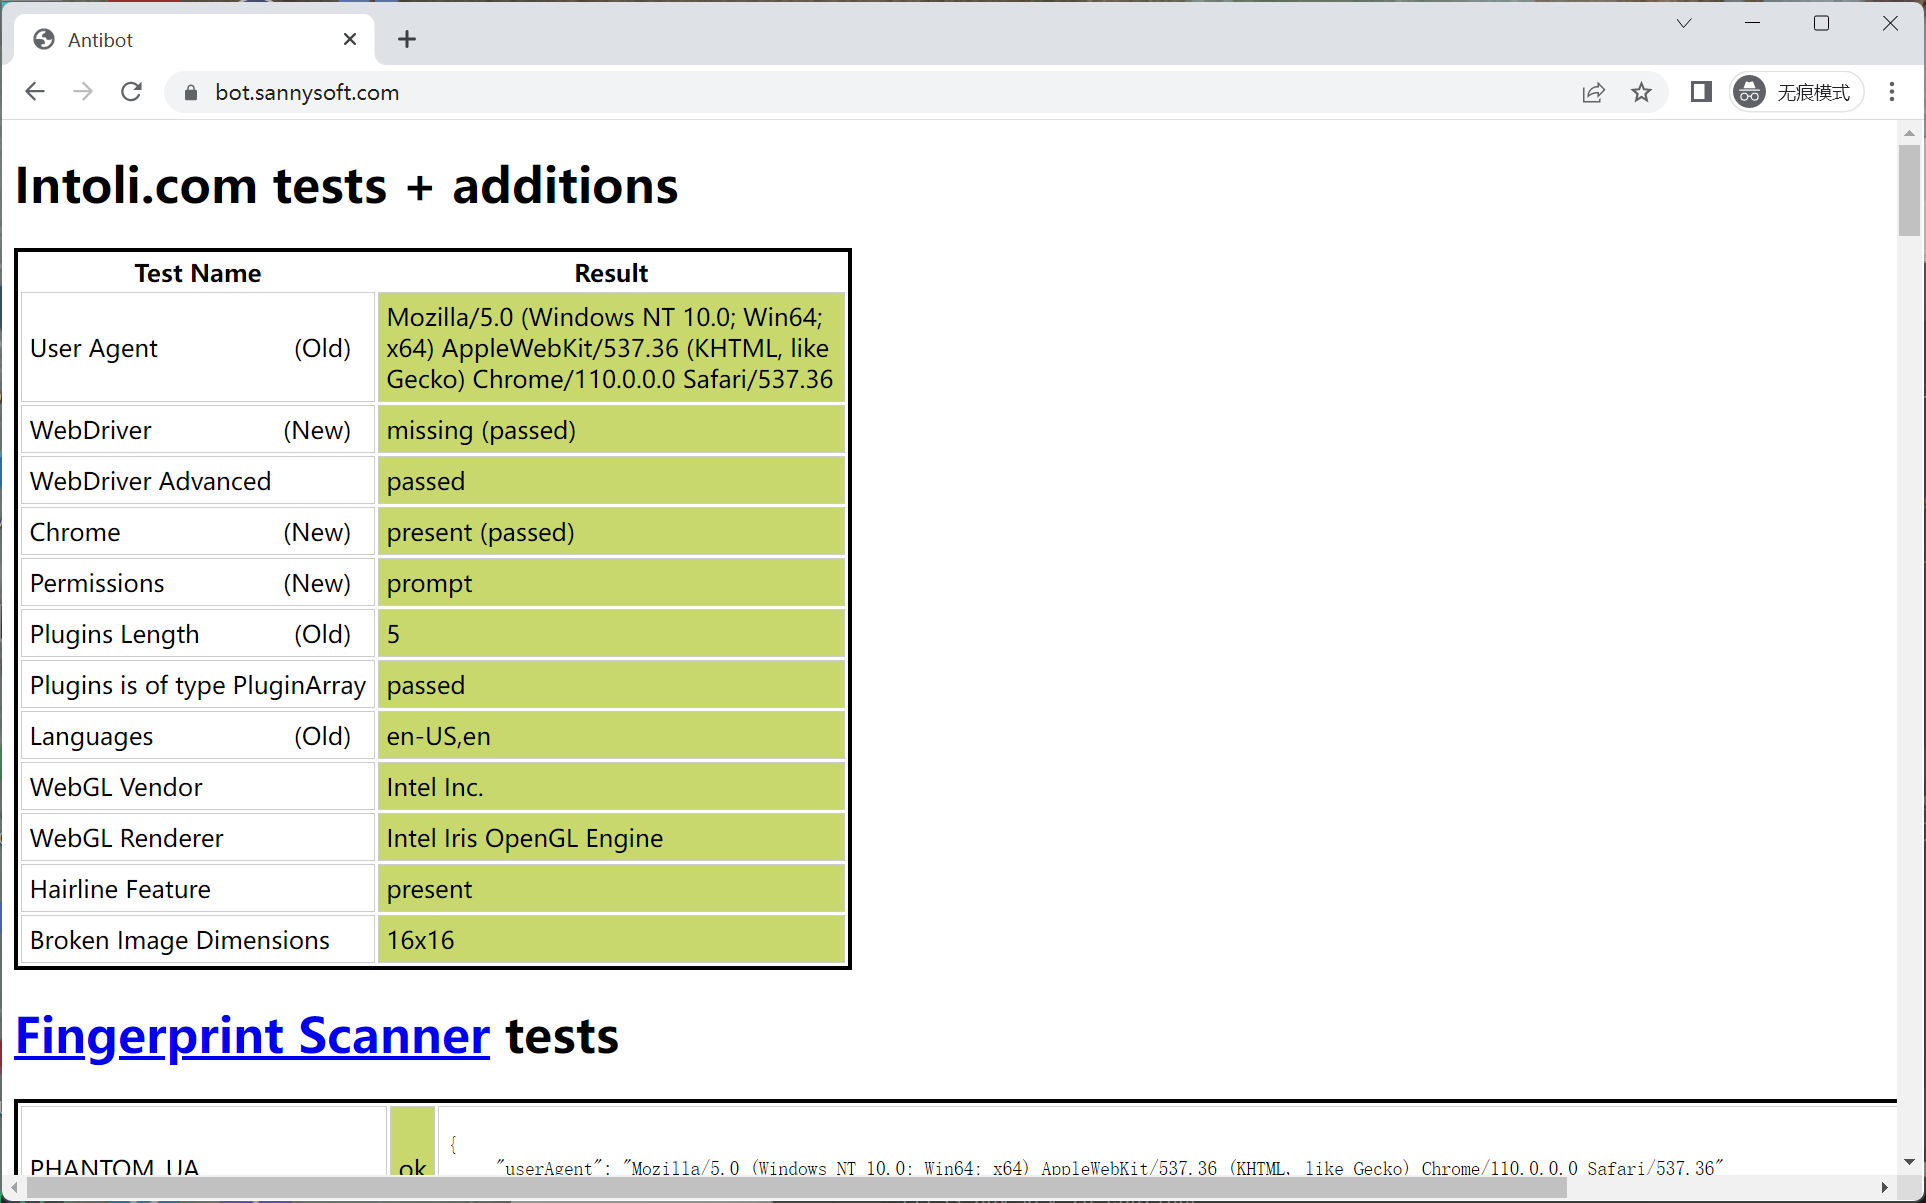 Antibot
bot.sannysoft.com
无痕模式
Intoli.com tests + additions
Test Name Result
User Agent (Old) Mozilla/5.0 (Windows NT 10.0; Win64;
x64) AppleWebKit/537.36 (KHTML, like
Gecko) Chrome/110.0.0.0 Safari/537.36
WebDriver (New) missing (passed)
WebDriver Advanced passed
Chrome (New) present (passed)
Permissions (New) prompt
Plugins Length (Old) 5
Plugins is of type PluginArray passed
Languages (Old) en-US,en
WebGL Vendor Intel Inc.
WebGL Renderer Intel Iris OpenGL Engine
Hairline Feature present
Broken Image Dimensions 16x16
Fingerprint Scanner tests
{
PHANTOM_UA ok "userAgent": "Mozilla/5.0 (Windows NT 10.0; Win64; x64) AppleWebKit/537.36 (KHTML, like Gecko) Chrome/110.0.0.0 Safari/537.36"